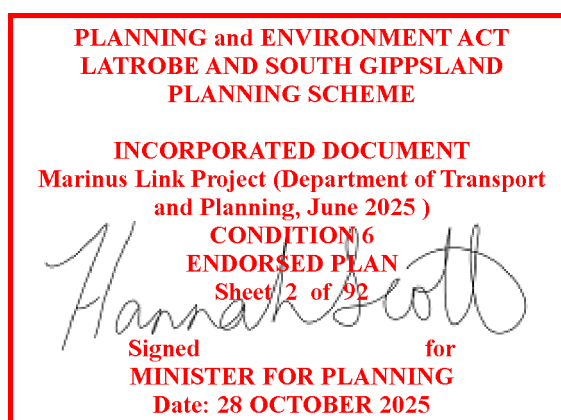 PLANNING and ENVIRONMENT ACT
LATROBE AND SOUTH GIPPSLAND
PLANNING SCHEME
INCORPORATED DOCUMENT
Marinus Link Project (Department of Transport
and Planning, June 2025 )
CONDITION 6
ENDORSED PLAN
Sheet 2 of 92
Hannah Scott
Signed for
MINISTER FOR PLANNING
Date: 28 OCTOBER 2025